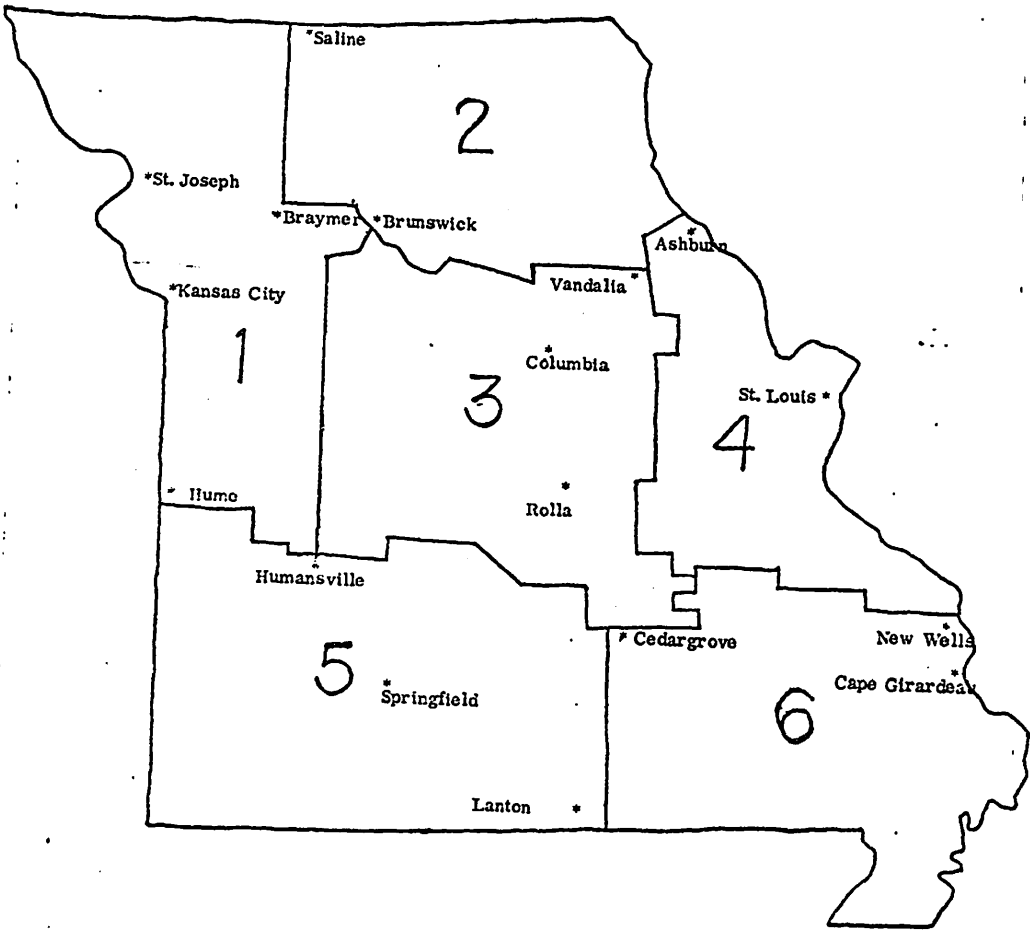 *Saline
2
*St. Joseph
*Braymer
*Brunswick
Ashburn
*
Vandalia *
*Kansas City
1
*
Columbia
3
St. Louis *
4
* Hume
*
Rolla
*
Humansville
* Cedargrove
*
New Wells
5
*
Springfield
*
Cape Girardeau
6
Lanton *